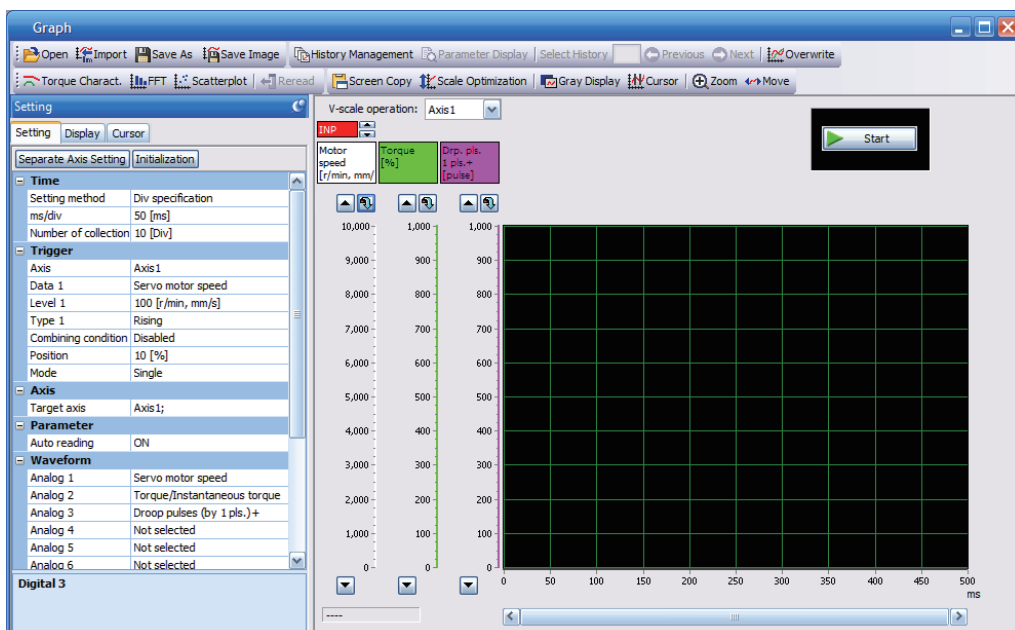 Graph
Open Import Save As Save Image History Management Parameter Display Select History Previous Next Overwrite
Torque Charact. FFT Scatterplot Reread Screen Copy Scale Optimization Gray Display Cursor Zoom Move
Setting
Setting Display Cursor
Separate Axis Setting Initialization
Time
Setting method Div specification
ms/div 50 [ms]
Number of collection 10 [Div]
Trigger
Axis Axis1
Data 1 Servo motor speed
Level 1 100 [r/min, mm/s]
Type 1 Rising
Combining condition Disabled
Position 10 [%]
Mode Single
Axis
Target axis Axis1;
Parameter
Auto reading ON
Waveform
Analog 1 Servo motor speed
Analog 2 Torque/Instantaneous torque
Analog 3 Droop pulses (by 1 pls.)+
Analog 4 Not selected
Analog 5 Not selected
Analog 6 Not selected
Digital 3
V-scale operation: Axis1
Start
INP
Motor speed [r/min, mm/
Torque [%]
Drp. pls. 1 pls.+ [pulse]
10,000 1,000 1,000
9,000 900 900
8,000 800 800
7,000 700 700
6,000 600 600
5,000 500 500
4,000 400 400
3,000 300 300
2,000 200 200
1,000 100 100
0 0 0
0 50 100 150 200 250 300 350 400 450 500
ms
----